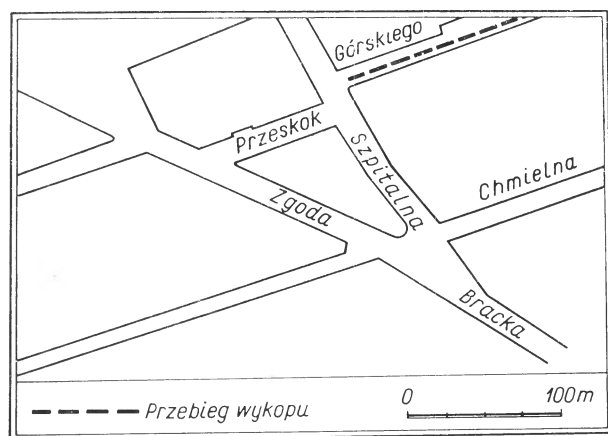 Górskiego
Przeskok
Szpitalna
Chmielna
Zgoda
Bracka
Przebieg wykopu
0 100m